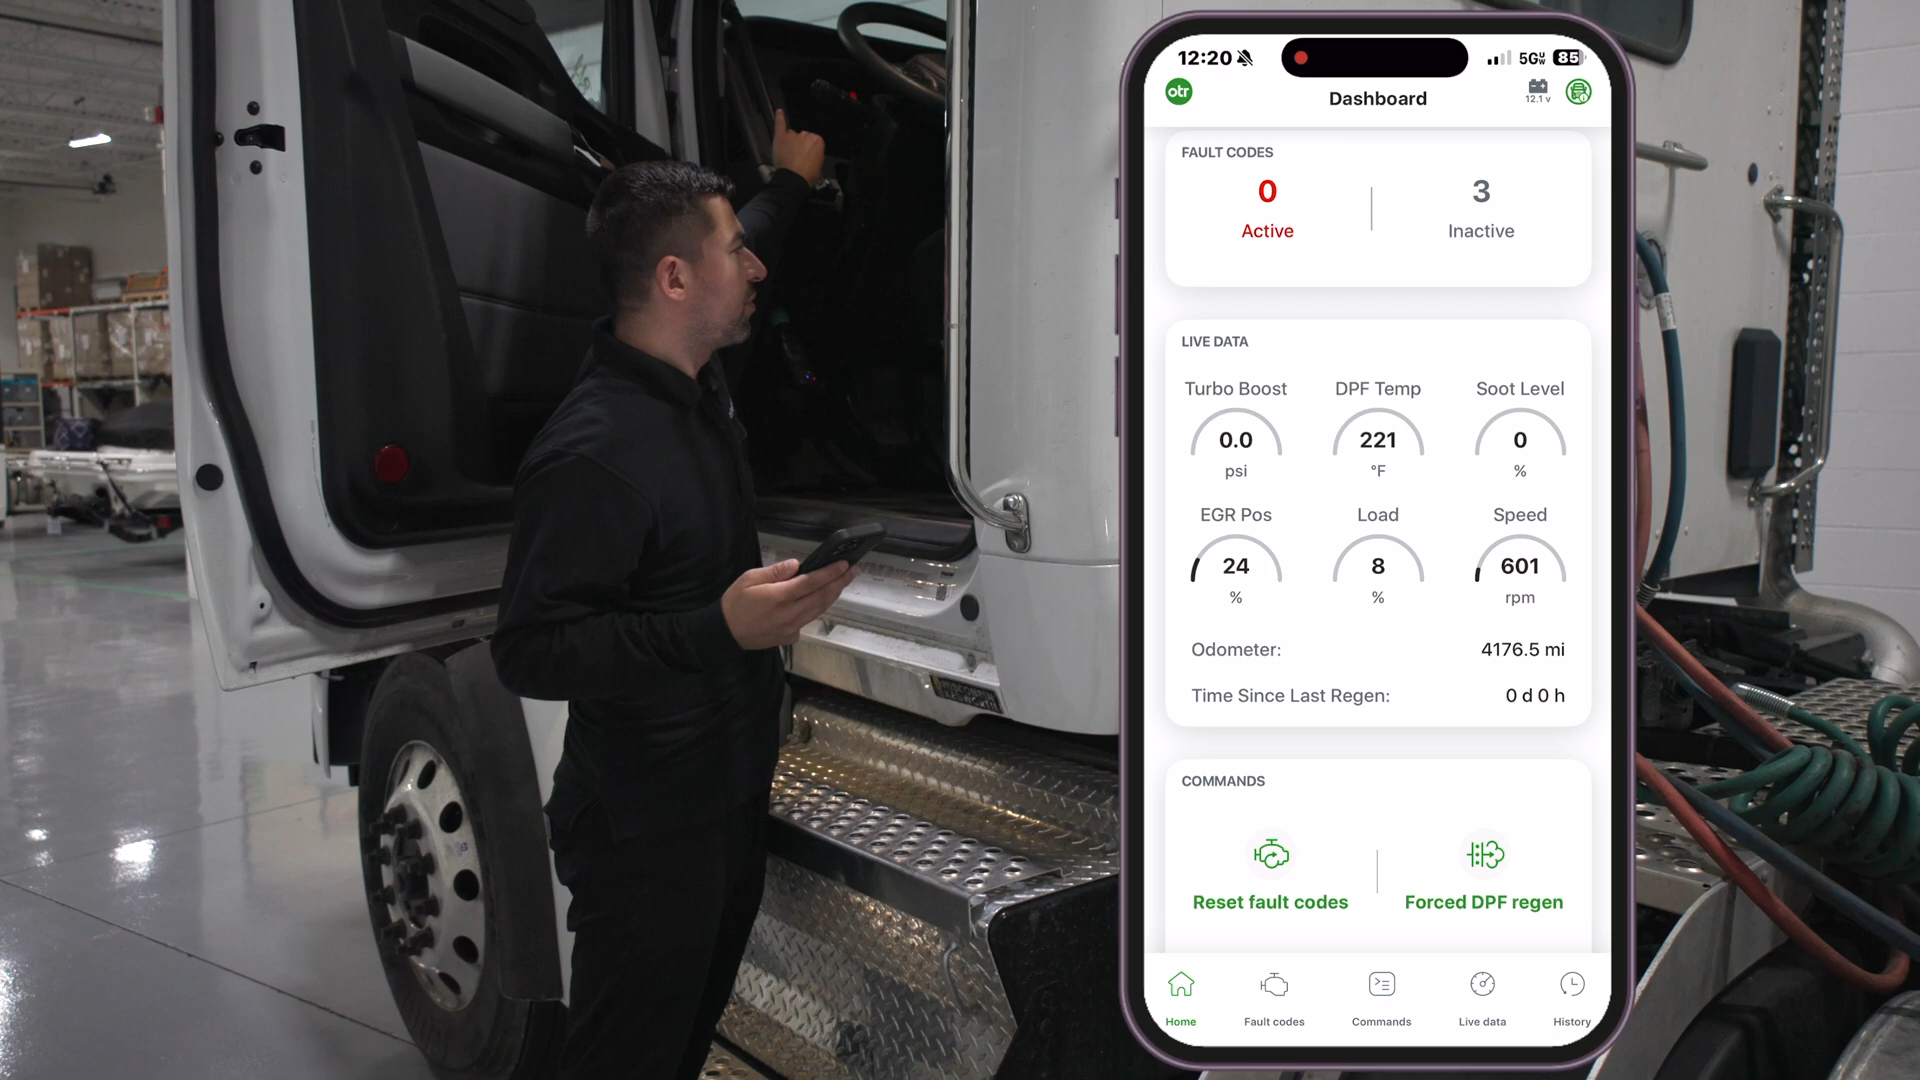 12:20
5G UW
85
otr
Dashboard
12.1 v
FAULT CODES
0
3
Active
Inactive
LIVE DATA
Turbo Boost
DPF Temp
Soot Level
0.0
221
0
psi
°F
%
EGR Pos
Load
Speed
24
8
601
%
%
rpm
Odometer:
4176.5 mi
Time Since Last Regen:
0 d 0 h
COMMANDS
Reset fault codes
Forced DPF regen
Home
Fault codes
Commands
Live data
History